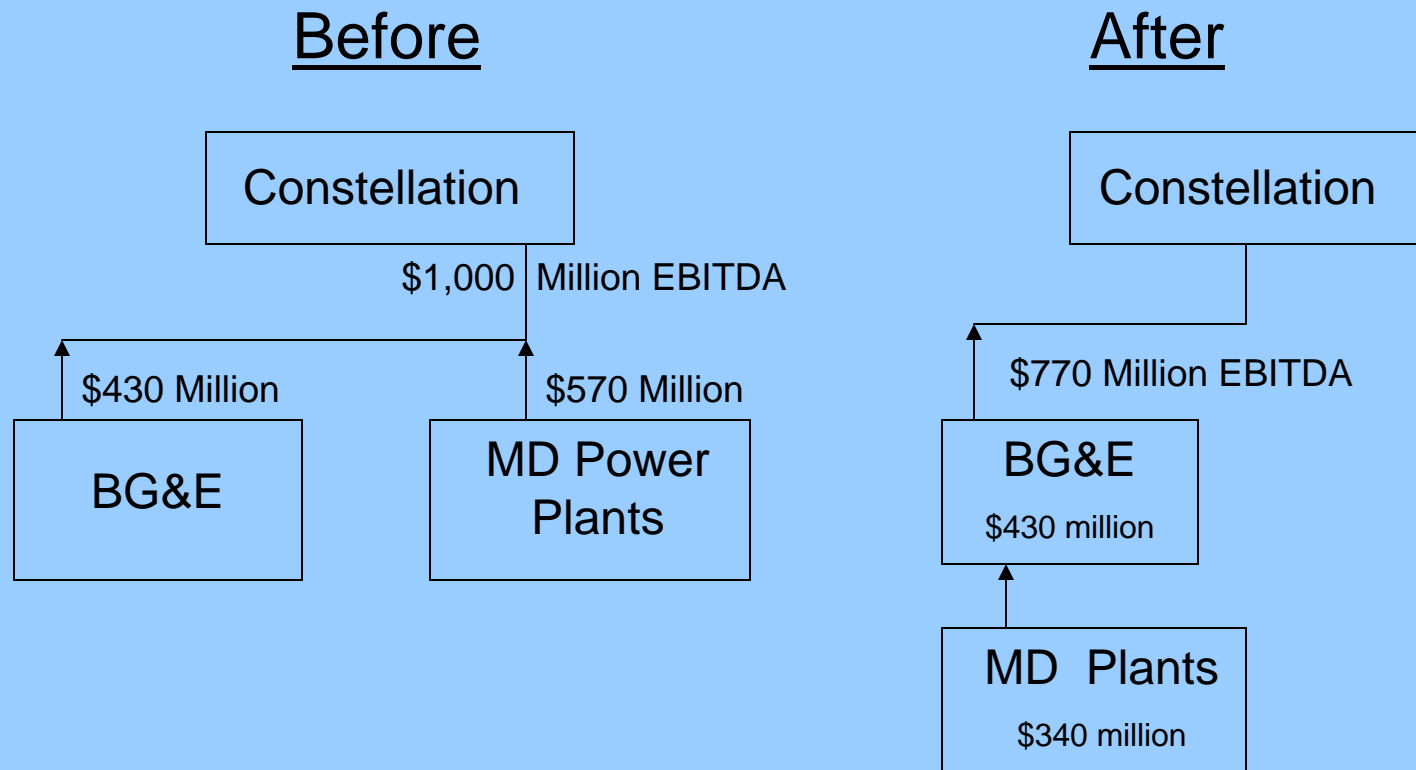 Before
Constellation
$1,000 Million EBITDA
$430 Million
$570 Million
BG&E
MD Power
Plants
After
Constellation
$770 Million EBITDA
BG&E
$430 million
MD Plants
$340 million